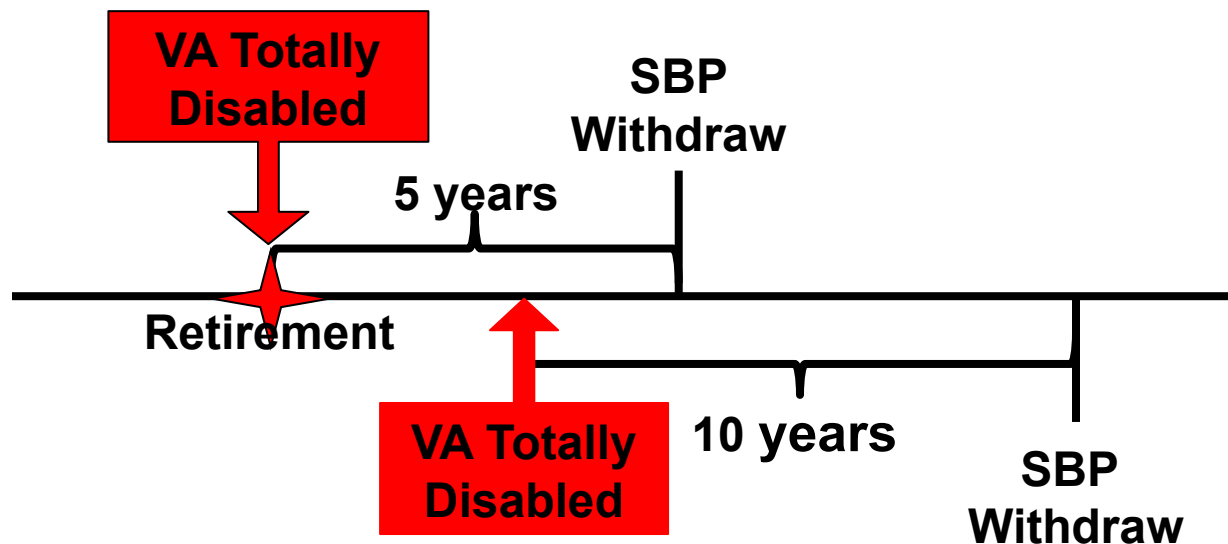 VA Totally
Disabled
SBP
Withdraw
5 years
Retirement
VA Totally
Disabled
10 years
SBP
Withdraw